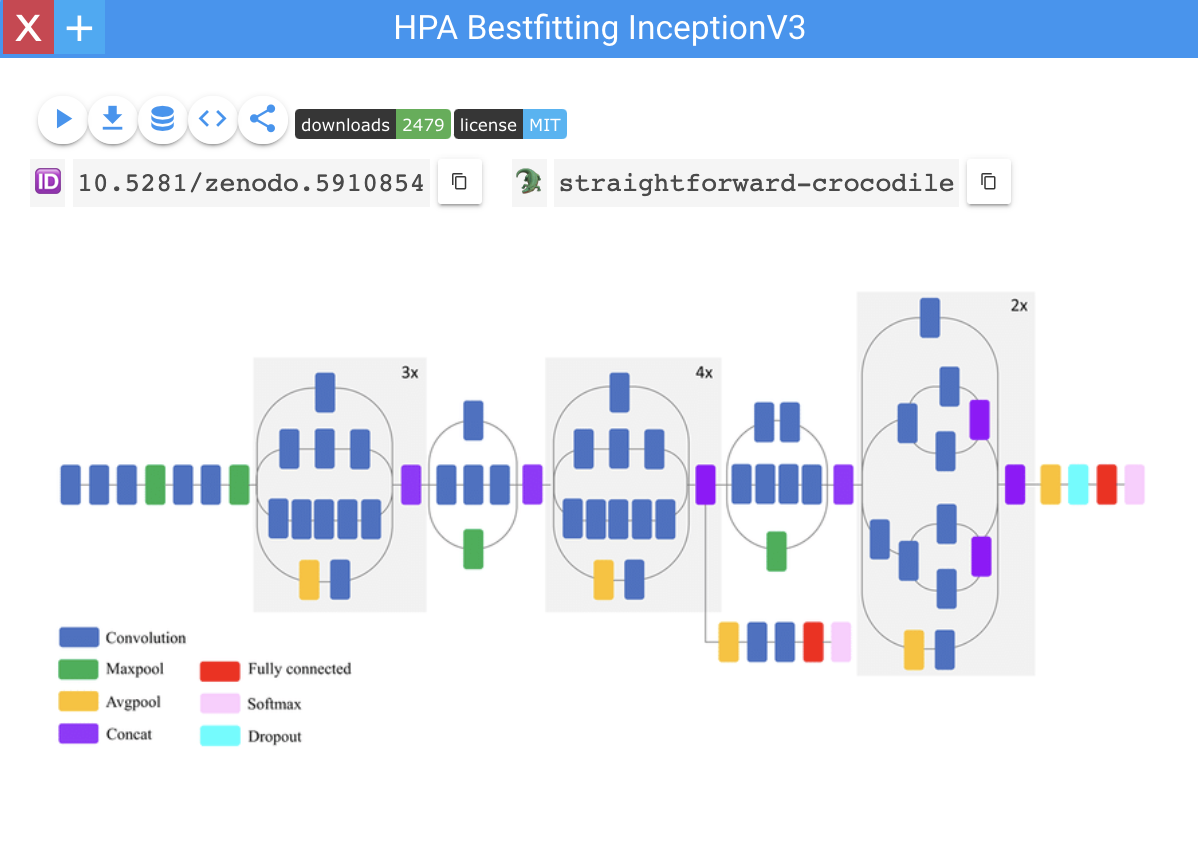 X + HPA Bestfitting InceptionV3
downloads 2479 license MIT
ID 10.5281/zenodo.5910854 straightforward-crocodile
2x
3x 4x
Convolution
Maxpool Fully connected
Avgpool Softmax
Concat Dropout